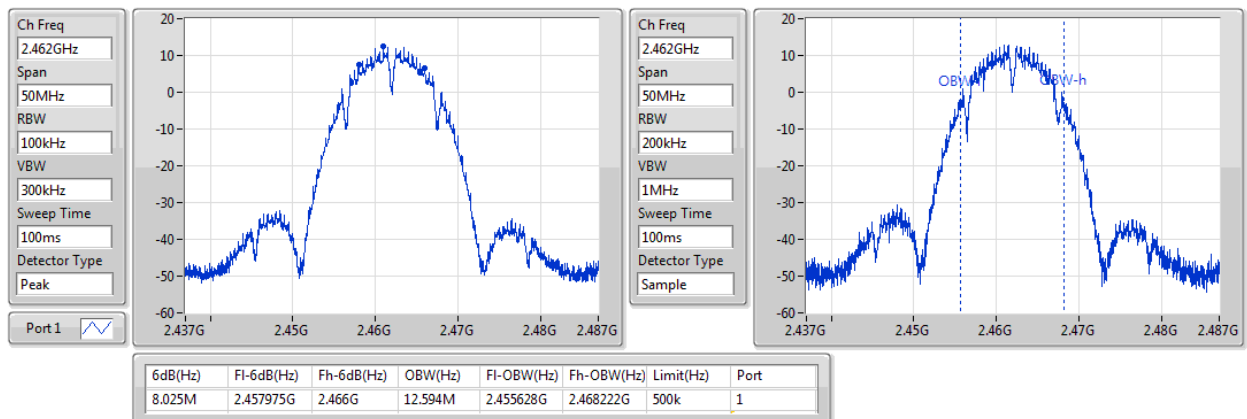 Ch Freq
2.462GHz
Span
50MHz
RBW
100kHz
VBW
300kHz
Sweep Time
100ms
Detector Type
Peak
Port 1
20
10
0
-10
-20
-30
-40
-50
-60
2.437G 2.45G 2.46G 2.47G 2.48G 2.487G
Ch Freq
2.462GHz
Span
50MHz
RBW
200kHz
VBW
1MHz
Sweep Time
100ms
Detector Type
Sample
20
10
0
-10
-20
-30
-40
-50
-60
OBW-h
2.437G 2.45G 2.46G 2.47G 2.48G 2.487G
6dB(Hz) Fl-6dB(Hz) Fh-6dB(Hz) OBW(Hz) Fl-OBW(Hz) Fh-OBW(Hz) Limit(Hz) Port
8.025M 2.457975G 2.466G 12.594M 2.455628G 2.468222G 500k 1